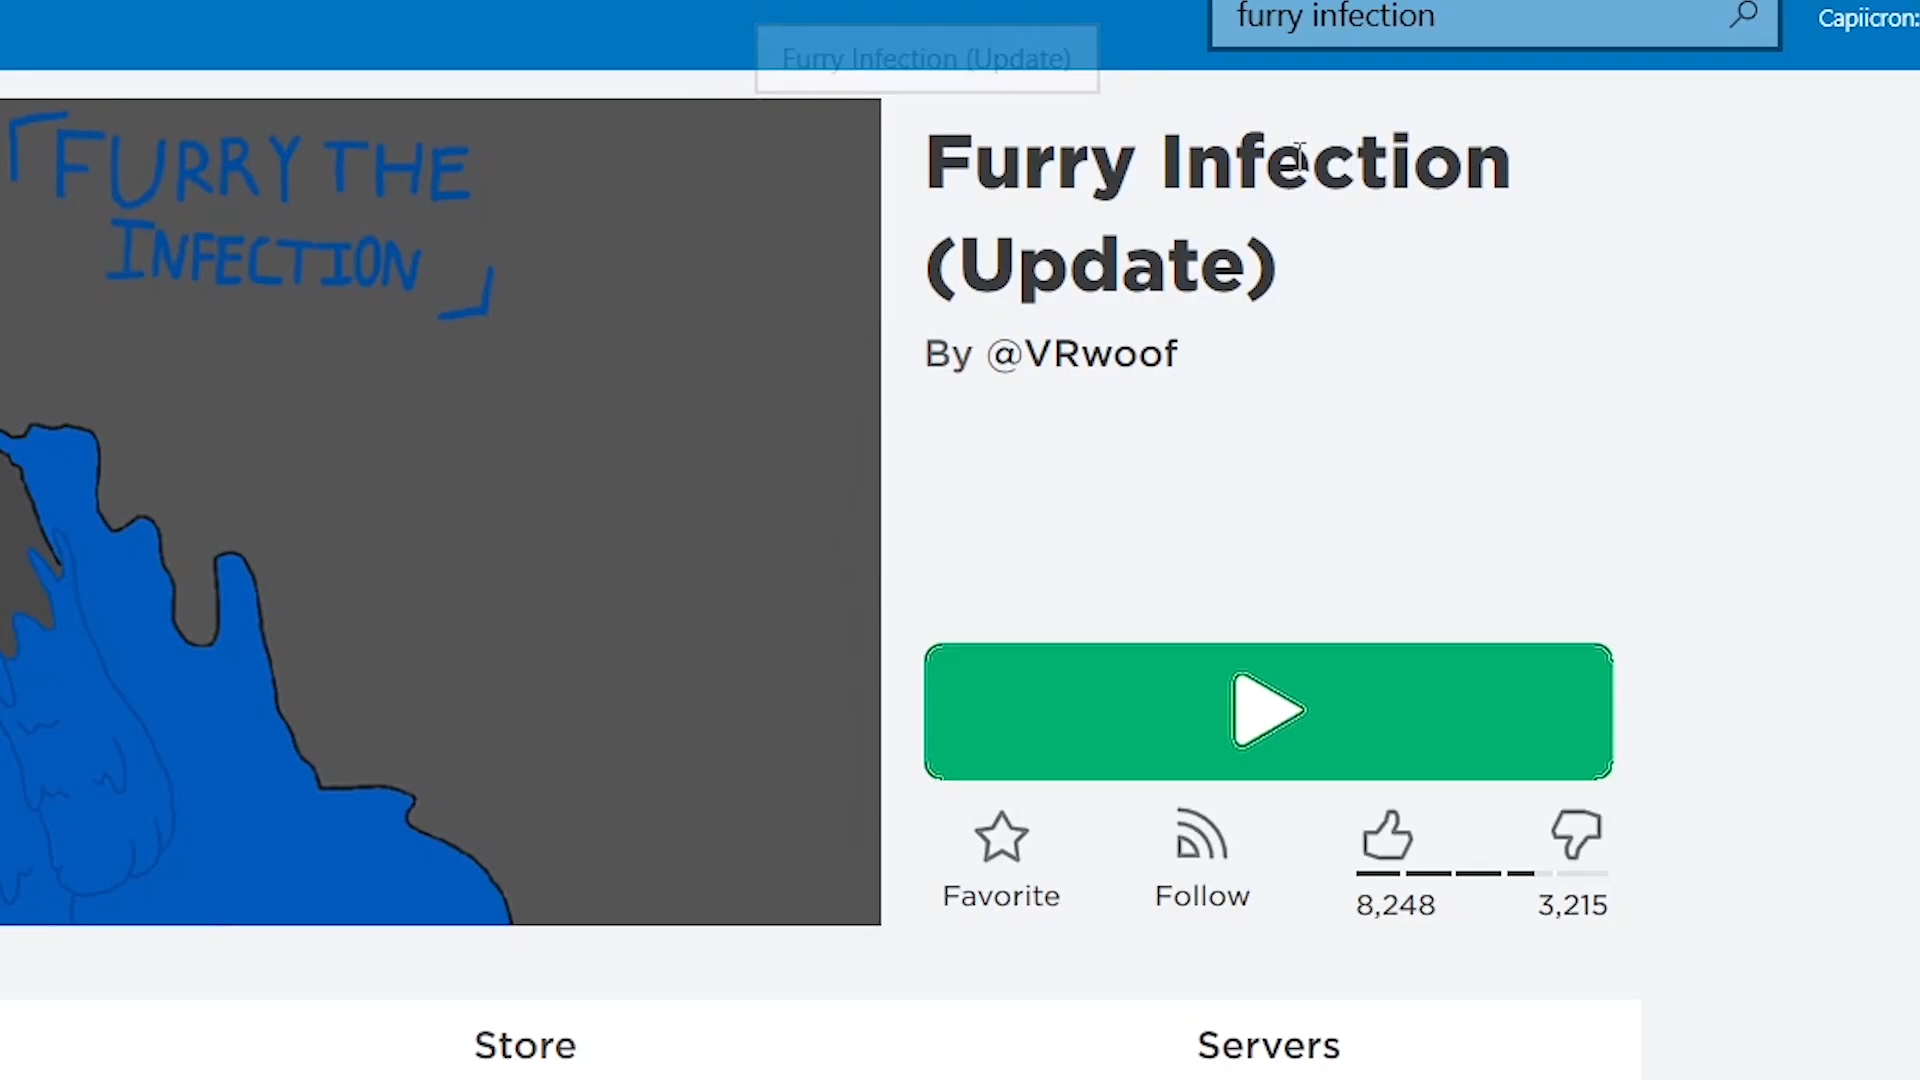 furry infection
Capiicron:
Furry Infection (Update)
「FURRY THE
INFECTION」
Furry Infection
(Update)
By @VRwoof
Favorite
Follow
8,248
3,215
Store
Servers